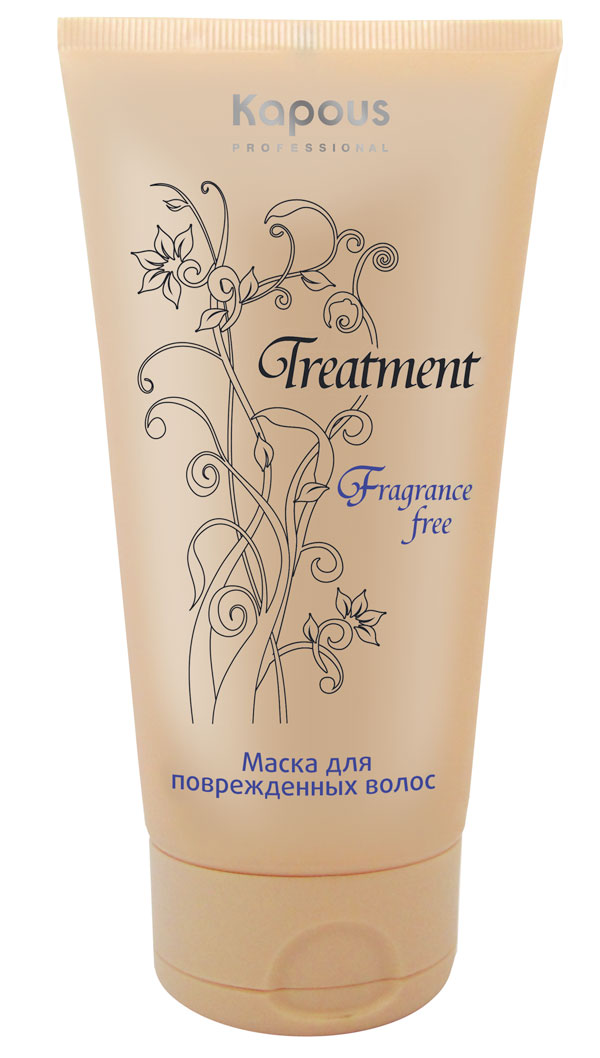 Kapous
PROFESSIONAL
Treatment
Fragrance
free
Маска для
поврежденных волос